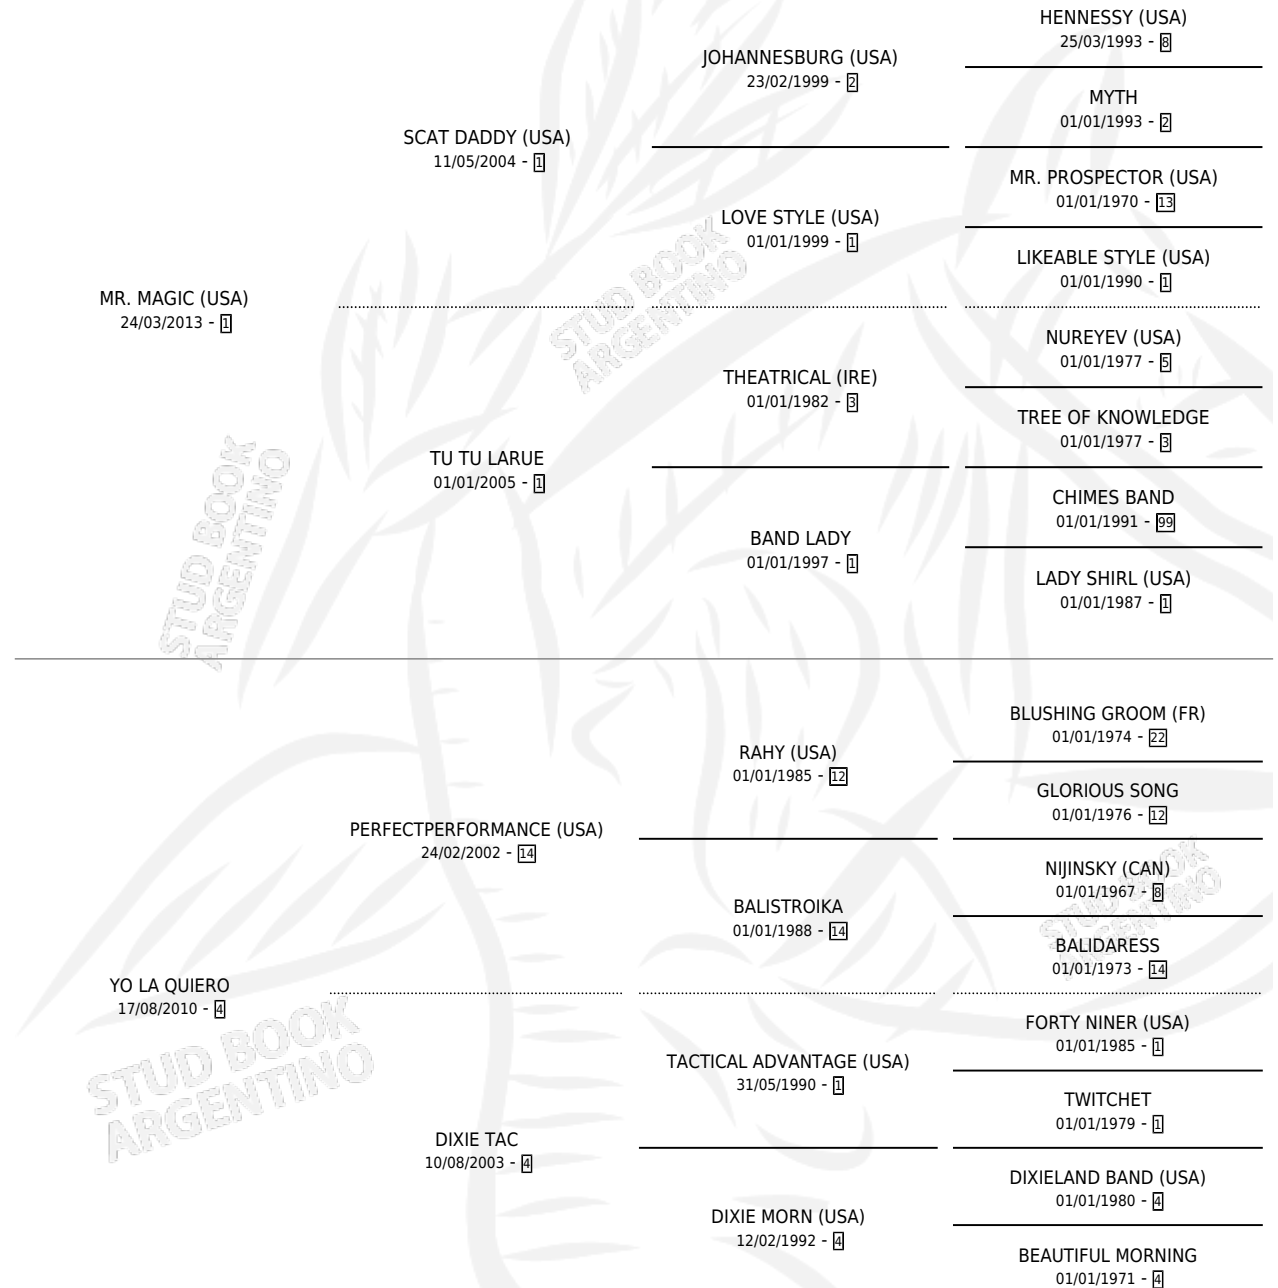 HENNESSY (USA)
25/03/1993 - 8
JOHANNESBURG (USA)
23/02/1999 - 2
MYTH
01/01/1993 - 2
SCAT DADDY (USA)
11/05/2004 - 1
MR. PROSPECTOR (USA)
01/01/1970 - 13
LOVE STYLE (USA)
01/01/1999 - 1
LIKEABLE STYLE (USA)
01/01/1990 - 1
MR. MAGIC (USA)
24/03/2013 - 1
STUD BOOK
ARGENTINO
NUREYEV (USA)
01/01/1977 - 5
THEATRICAL (IRE)
01/01/1982 - 3
TREE OF KNOWLEDGE
01/01/1977 - 3
TU TU LARUE
01/01/2005 - 1
CHIMES BAND
01/01/1991 - 99
BAND LADY
01/01/1997 - 1
LADY SHIRL (USA)
01/01/1987 - 1
STUD BOOK
ARGENTINO
BLUSHING GROOM (FR)
01/01/1974 - 22
RAHY (USA)
01/01/1985 - 12
GLORIOUS SONG
01/01/1976 - 12
PERFECTPERFORMANCE (USA)
24/02/2002 - 14
NIJINSKY (CAN)
01/01/1967 - 8
BALISTROIKA
01/01/1988 - 14
STUD BOOK
ARGENTINO
BALIDARESS
01/01/1973 - 14
YO LA QUIERO
17/08/2010 - 4
STUD BOOK
ARGENTINO
FORTY NINER (USA)
01/01/1985 - 1
TACTICAL ADVANTAGE (USA)
31/05/1990 - 1
TWITCHET
01/01/1979 - 1
DIXIE TAC
10/08/2003 - 4
DIXIELAND BAND (USA)
01/01/1980 - 4
DIXIE MORN (USA)
12/02/1992 - 4
BEAUTIFUL MORNING
01/01/1971 - 4